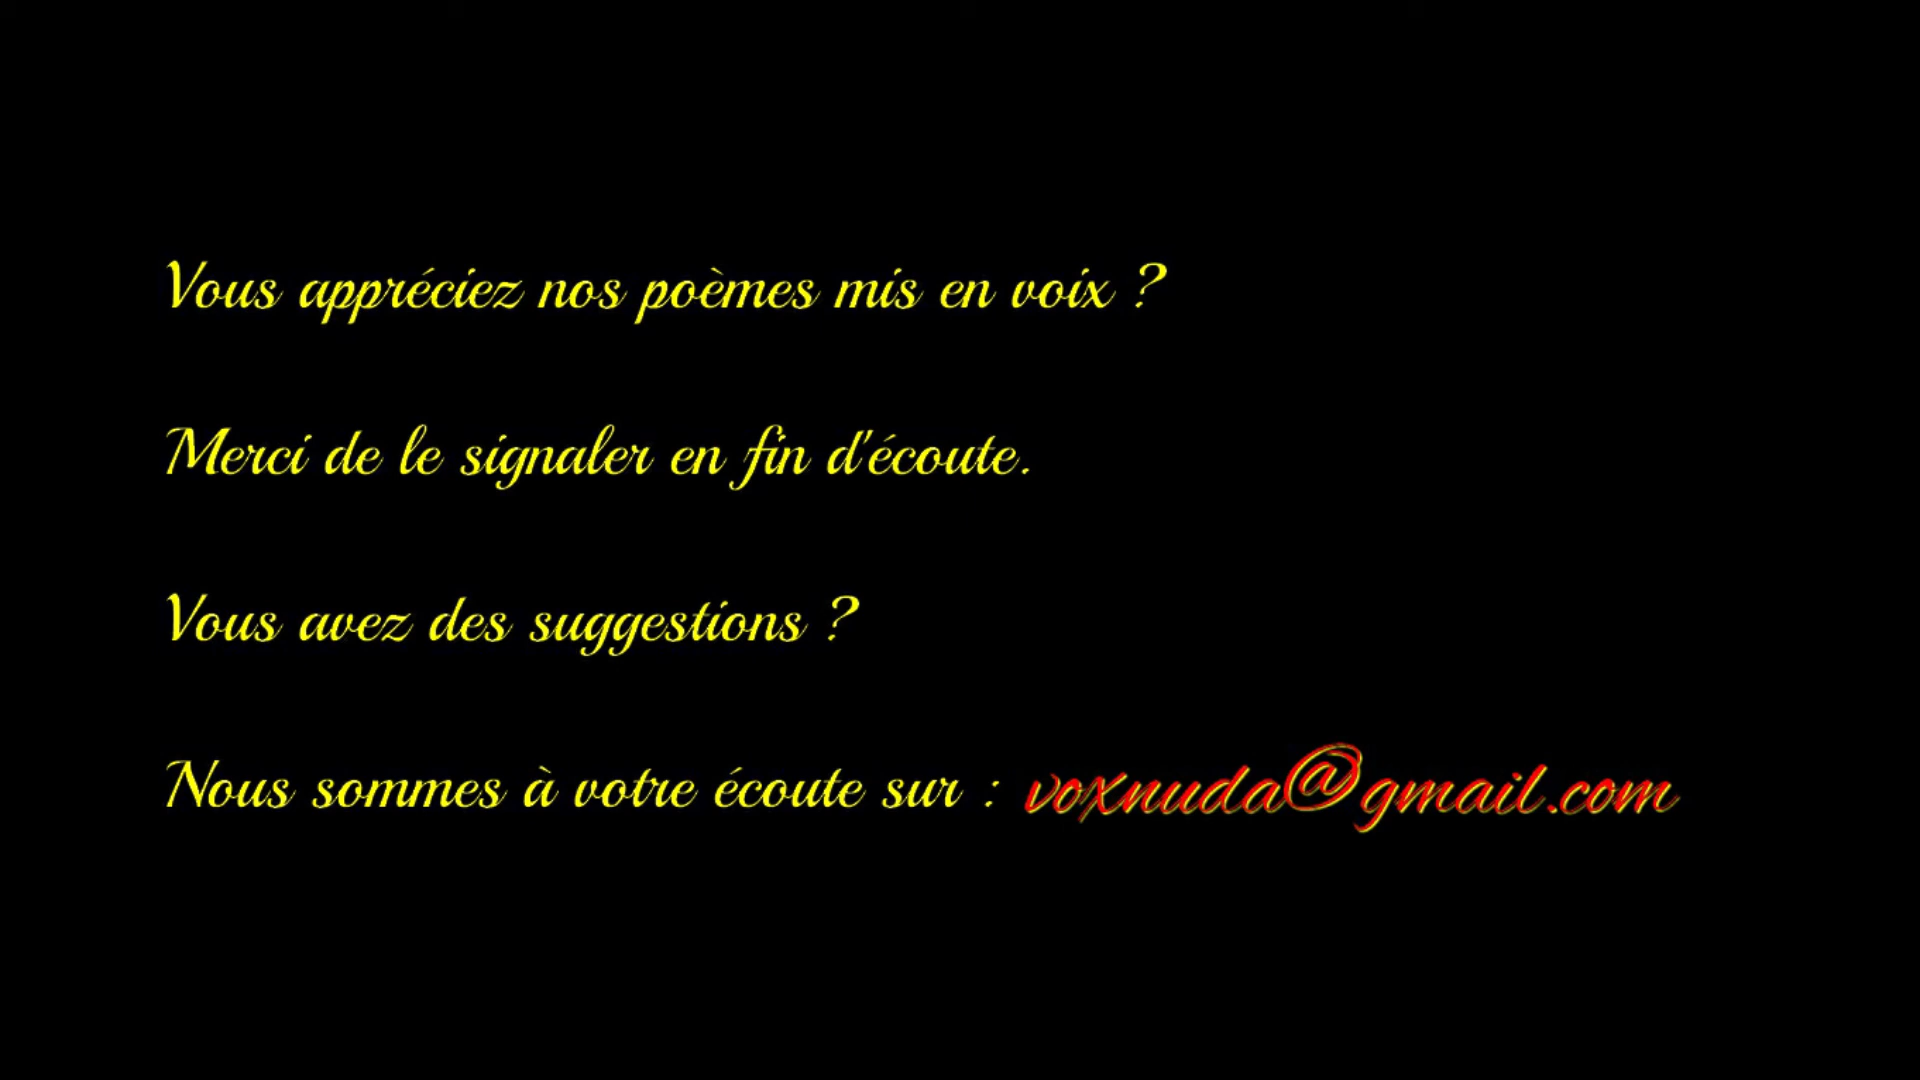 Vous appréciez nos poèmes mis en voix ?
Merci de le signaler en fin d'écoute.
Vous avez des suggestions ?
Nous sommes à votre écoute sur : voxnuda@gmail.com